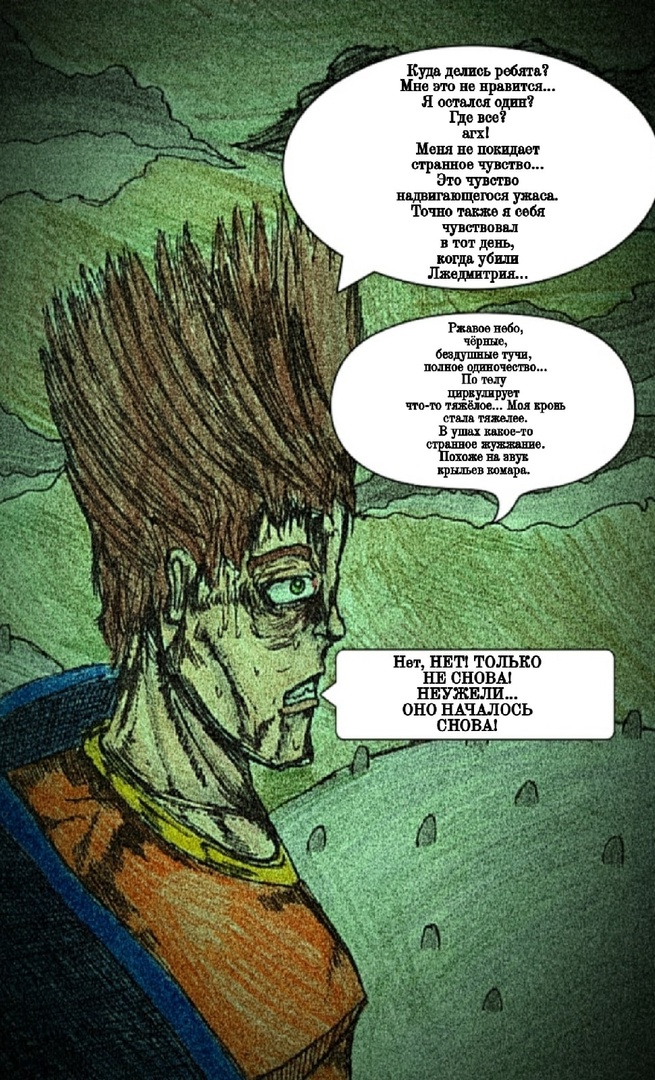 Куда делись ребята?
Мне это не нравится...
Я остался один?
Где все?
агх!
Меня не покидает
странное чувство...
Это чувство
надвигающегося ужаса.
Точно также я себя
чувствовал
в тот день,
когда убили
Лжедмитрия...
Ржавое небо,
чёрные,
бездушные тучи,
полное одиночество...
По телу
циркулирует
что-то тяжёлое... Моя кровь
стала тяжелее.
В ушах какое-то
странное жужжание.
Похоже на звук
крыльев комара.
Нет, НЕТ! ТОЛЬКО
НЕ СНОВА!
НЕУЖЕЛИ...
ОНО НАЧАЛОСЬ
СНОВА!